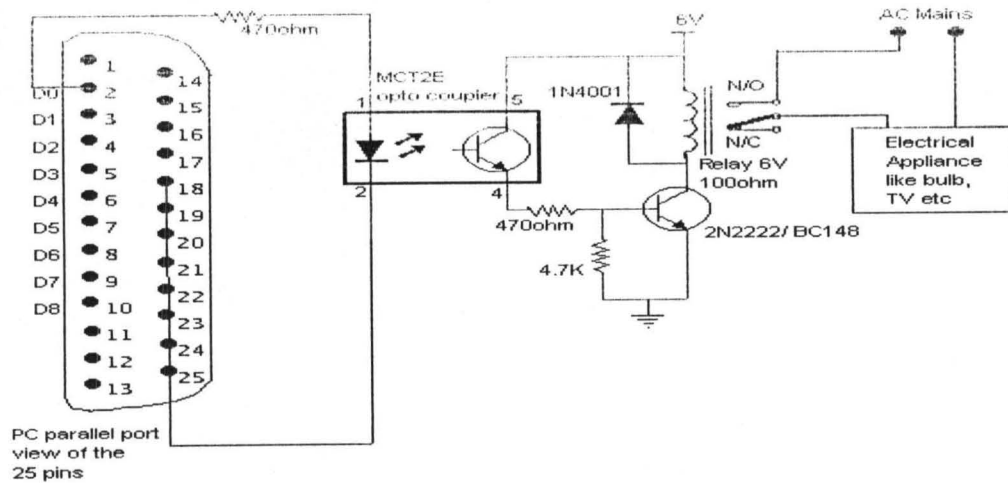 470ohm
6V
AC Mains
1
2
3
4
5
6
7
8
9
10
11
12
13
14
15
16
17
18
19
20
21
22
23
24
25
D0
D1
D2
D3
D4
D5
D6
D7
D8
MCT2E
opto coupler
1
5
2
4
1N4001
N/O
N/C
Relay 6V
100ohm
Electrical
Appliance
like bulb,
TV etc
470ohm
2N2222/ BC148
4.7K
PC parallel port
view of the
25 pins